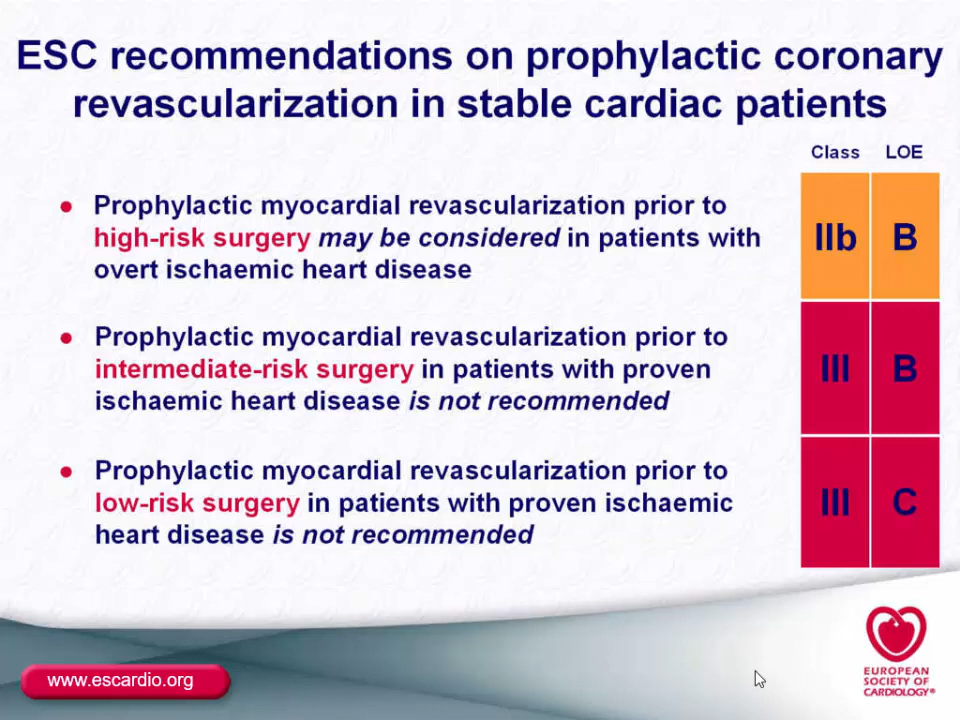 ESC recommendations on prophylactic coronary
revascularization in stable cardiac patients
Class LOE
● Prophylactic myocardial revascularization prior to
high-risk surgery may be considered in patients with
overt ischaemic heart disease
IIb B
● Prophylactic myocardial revascularization prior to
intermediate-risk surgery in patients with proven
ischaemic heart disease is not recommended
III B
● Prophylactic myocardial revascularization prior to
low-risk surgery in patients with proven ischaemic
heart disease is not recommended
III C
www.escardio.org
EUROPEAN
SOCIETY OF
CARDIOLOGY®